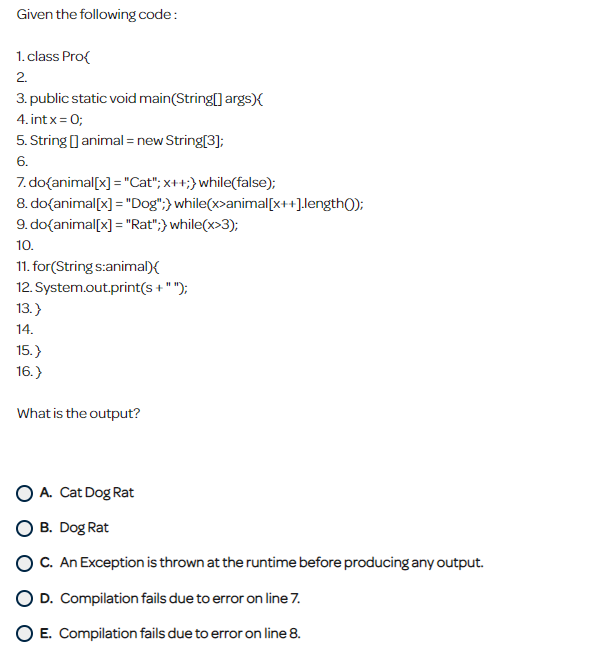 Given the following code :
1. class Pro{
2.
3. public static void main(String[] args){
4. int x = 0;
5. String [] animal = new String[3];
6.
7. do{animal[x] = "Cat"; x++;} while(false);
8. do{animal[x] = "Dog";} while(x>animal[x++].length());
9. do{animal[x] = "Rat";} while(x>3);
10.
11. for(String s:animal){
12. System.out.print(s + " ");
13. }
14.
15. }
16. }
What is the output?
A. Cat Dog Rat
B. Dog Rat
C. An Exception is thrown at the runtime before producing any output.
D. Compilation fails due to error on line 7.
E. Compilation fails due to error on line 8.